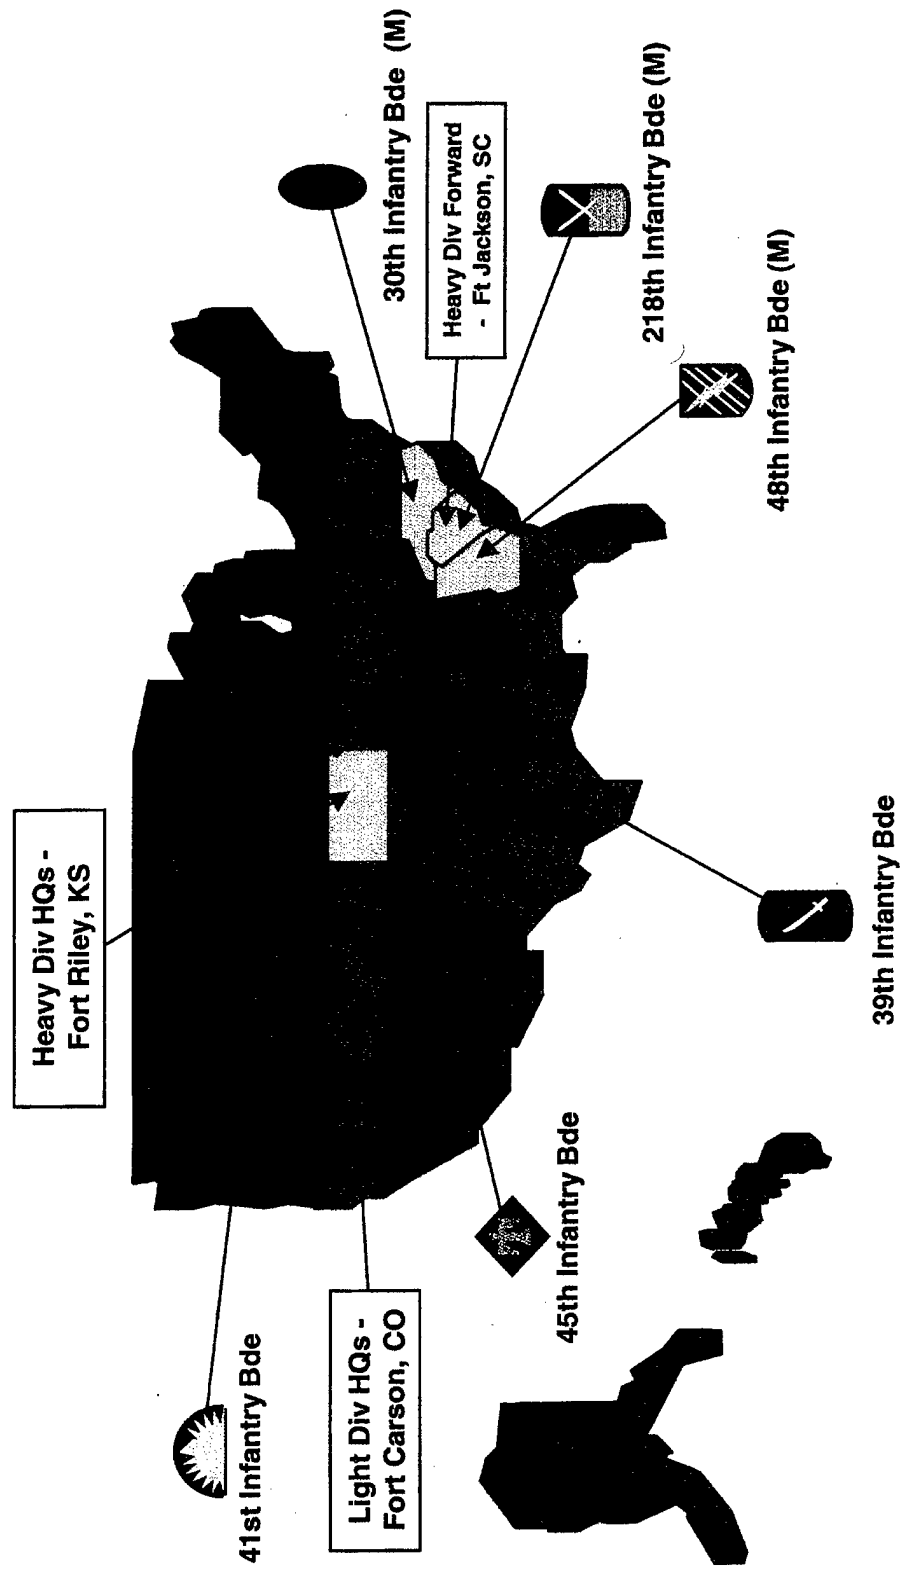 Heavy Div HQs -
Fort Riley, KS
41st Infantry Bde
30th Infantry Bde (M)
Heavy Div Forward
- Ft Jackson, SC
Light Div HQs -
Fort Carson, CO
218th Infantry Bde (M)
45th Infantry Bde
48th Infantry Bde (M)
39th Infantry Bde